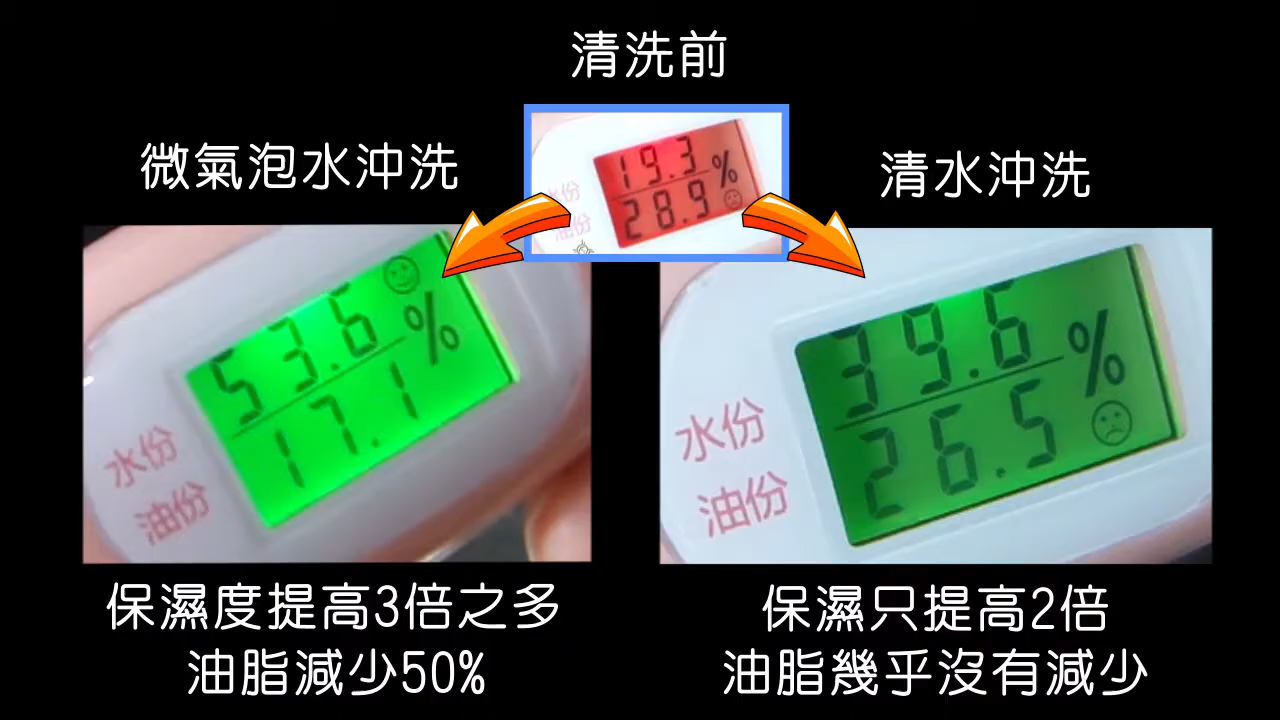 清洗前
微氣泡水沖洗
清水沖洗
19.3
28.9
%
水份
油份
53.6
17.1
%
水份
油份
39.6
26.5
%
水份
油份
保濕度提高3倍之多
油脂減少50%
保濕只提高2倍
油脂幾乎沒有減少